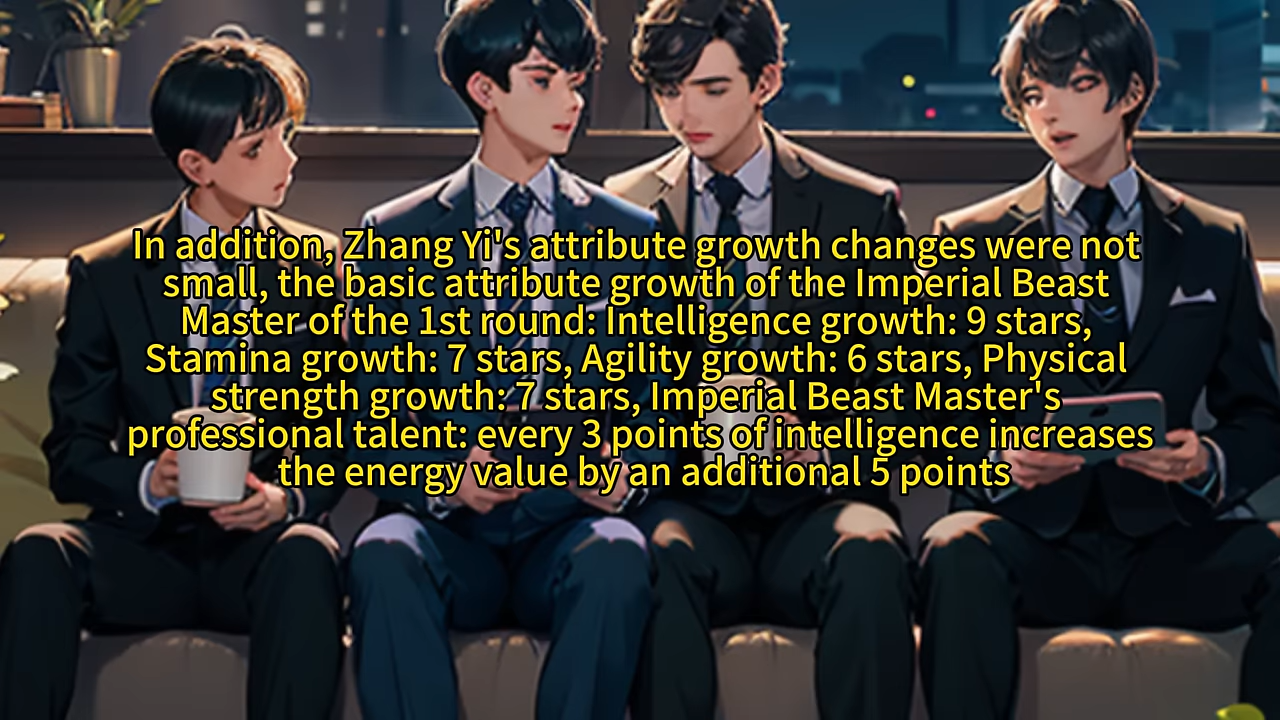 In addition, Zhang Yi's attribute growth changes were not
small, the basic attribute growth of the Imperial Beast
Master of the 1st round: Intelligence growth: 9 stars,
Stamina growth: 7 stars, Agility growth: 6 stars, Physical
strength growth: 7 stars, Imperial Beast Master's
professional talent: every 3 points of intelligence increases
the energy value by an additional 5 points